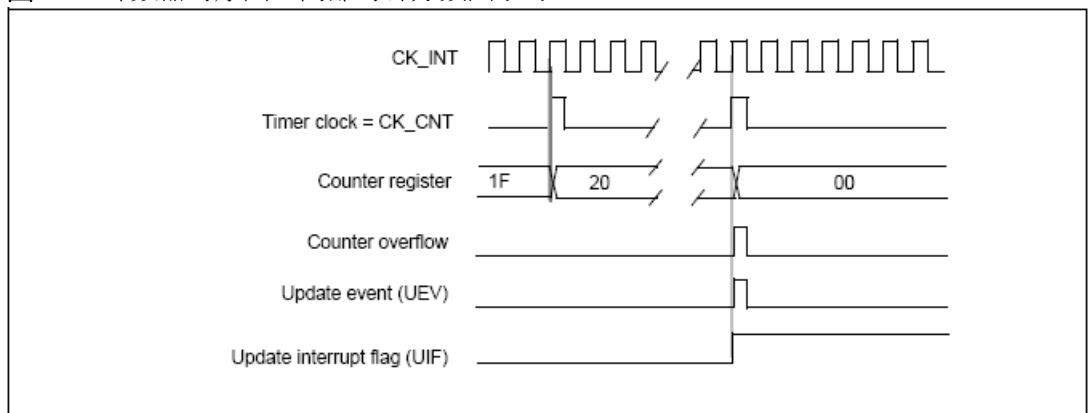 CK_INT
Timer clock = CK_CNT
Counter register 1F 20 00
Counter overflow
Update event (UEV)
Update interrupt flag (UIF)